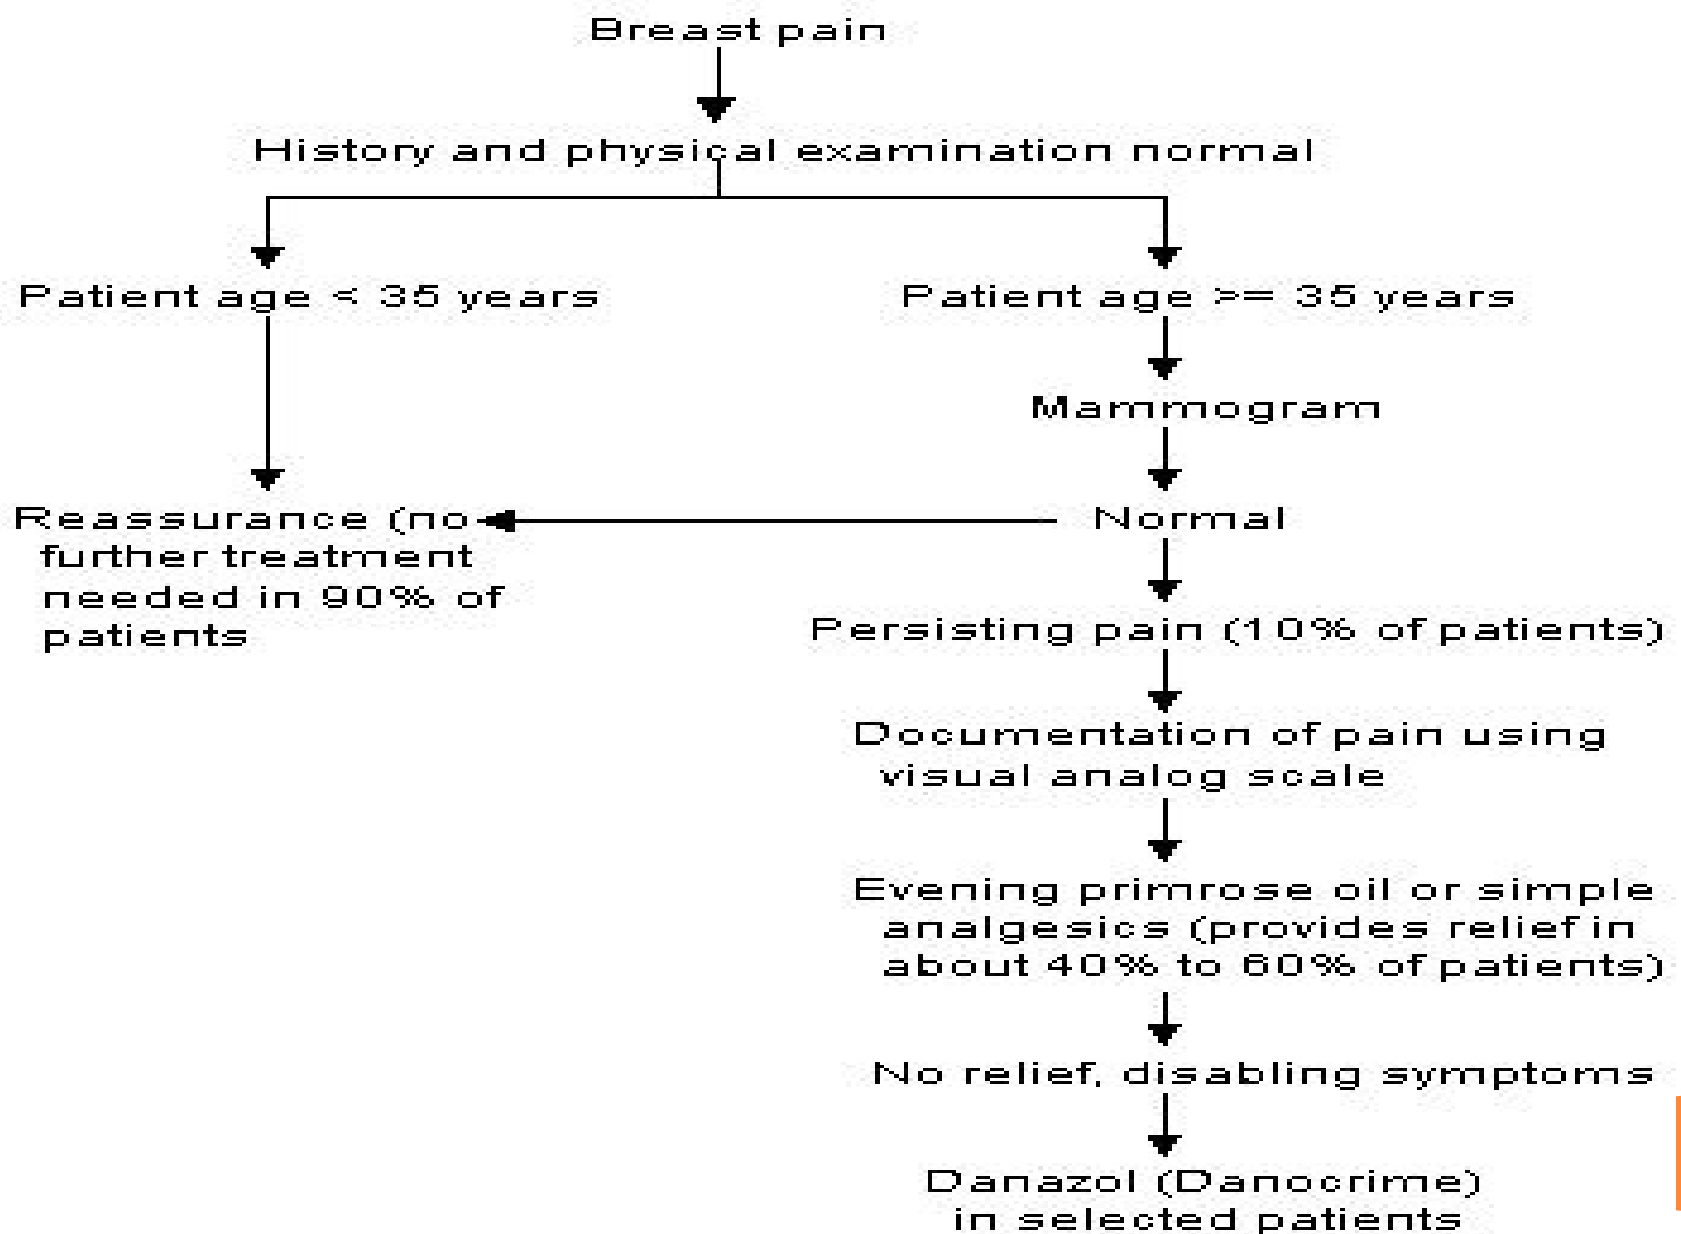 Breast pain
History and physical examination normal
Patient age < 35 years
Patient age >= 35 years
Mammogram
Reassurance (no
further treatment
needed in 90% of
patients
Normal
Persisting pain (10% of patients)
Documentation of pain using
visual analog scale
Evening primrose oil or simple
analgesics (provides relief in
about 40% to 60% of patients)
No relief, disabling symptoms
Danazol (Danocrime)
in selected patients